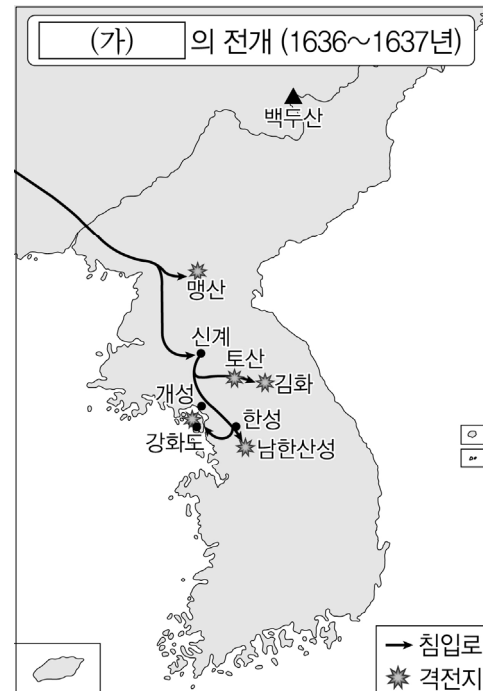 (가) 의 전개 (1636～1637년)
백두산
맹산
신계
토산
김화
개성
한성
강화도
남한산성
침입로
격전지